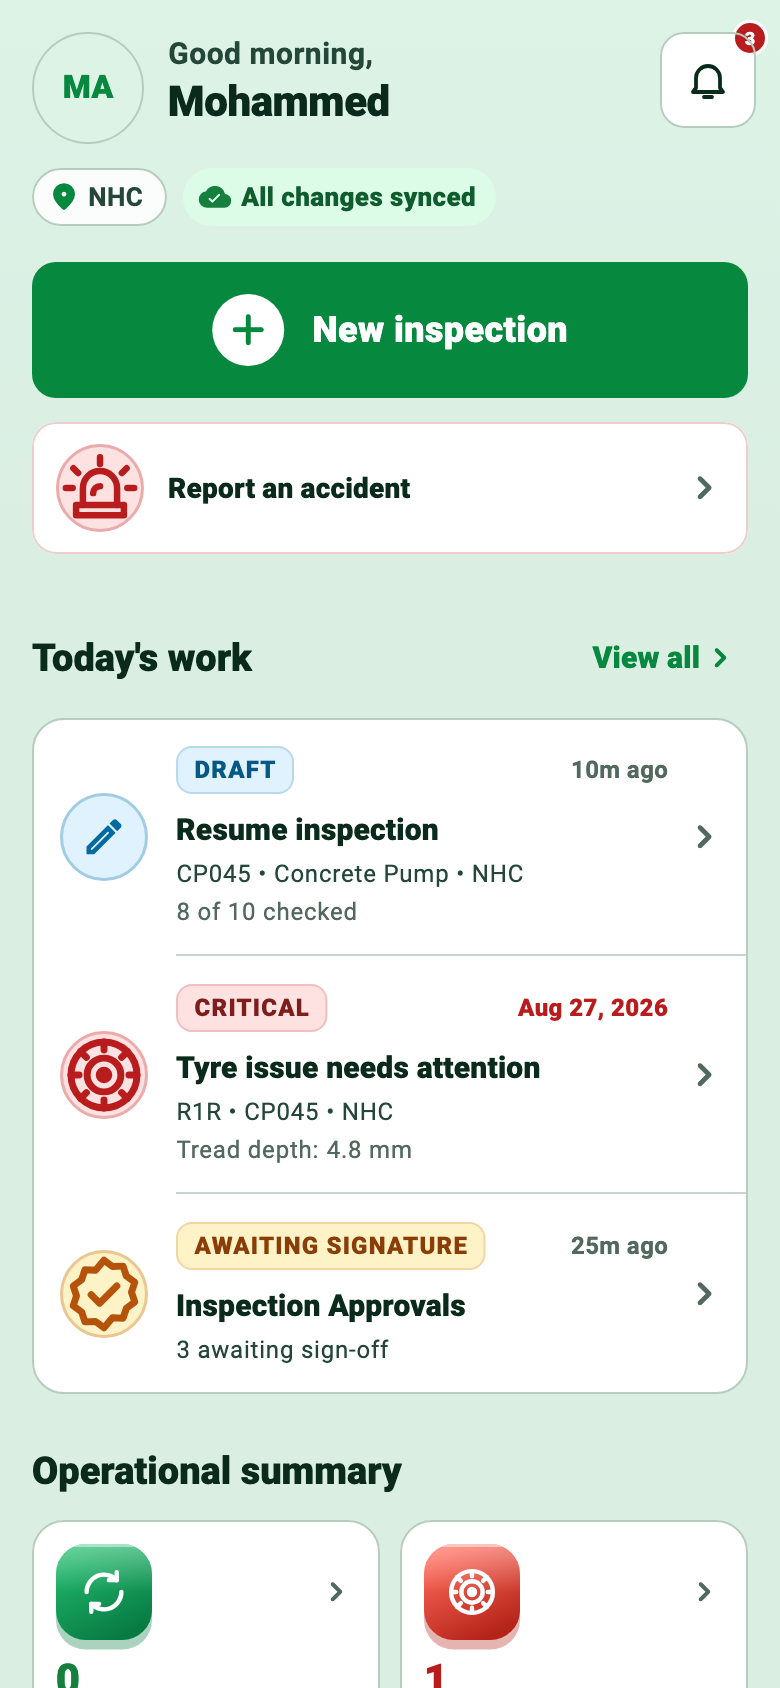 MA
Good morning,
Mohammed
3
NHC
All changes synced
New inspection
Report an accident
Today's work
View all
DRAFT
10m ago
Resume inspection
CP045 • Concrete Pump • NHC
8 of 10 checked
CRITICAL
Aug 27, 2026
Tyre issue needs attention
R1R • CP045 • NHC
Tread depth: 4.8 mm
AWAITING SIGNATURE
25m ago
Inspection Approvals
3 awaiting sign-off
Operational summary
0
1